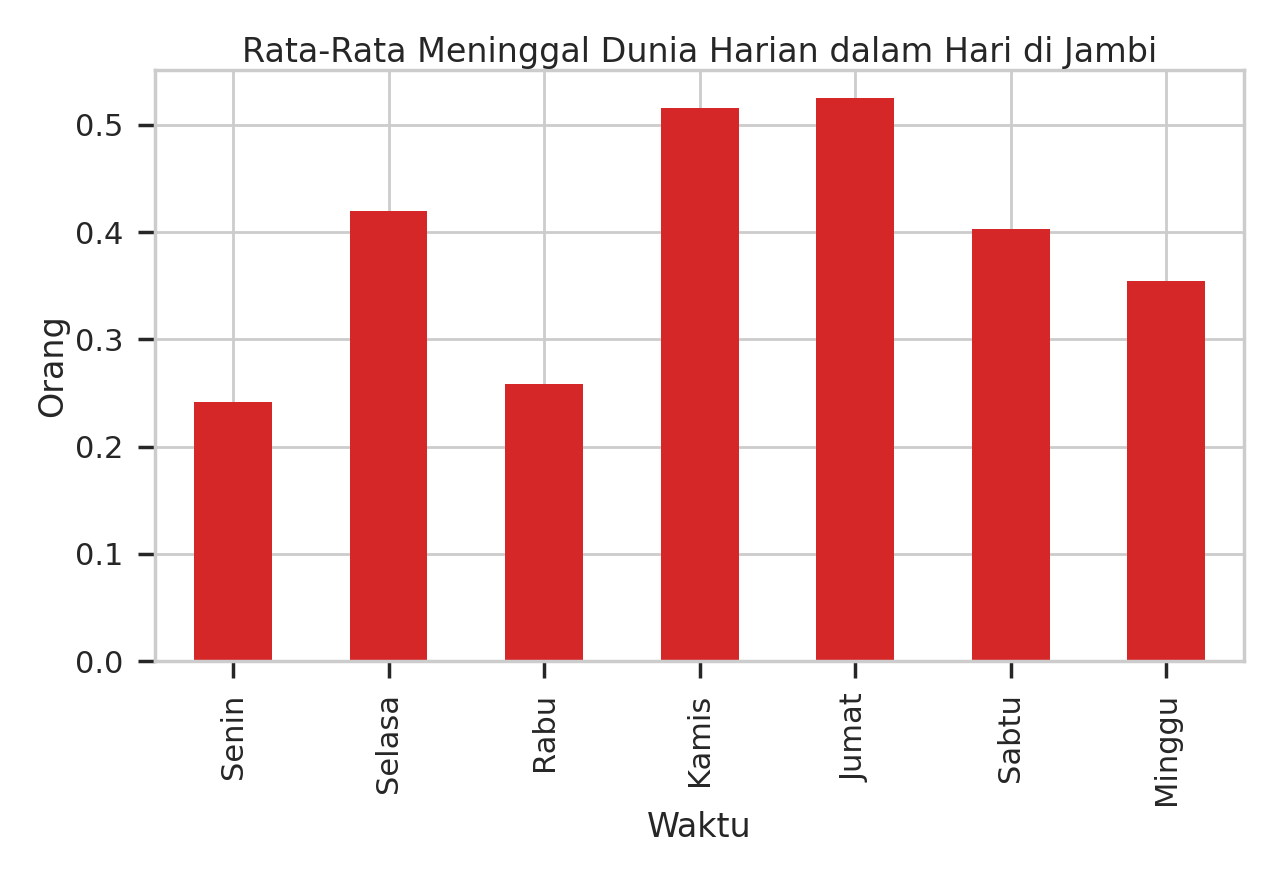 Rata-Rata Meninggal Dunia Harian dalam Hari di Jambi
Orang
0.5
0.4
0.3
0.2
0.1
0.0
Senin
Selasa
Rabu
Kamis
Jumat
Sabtu
Minggu
Waktu